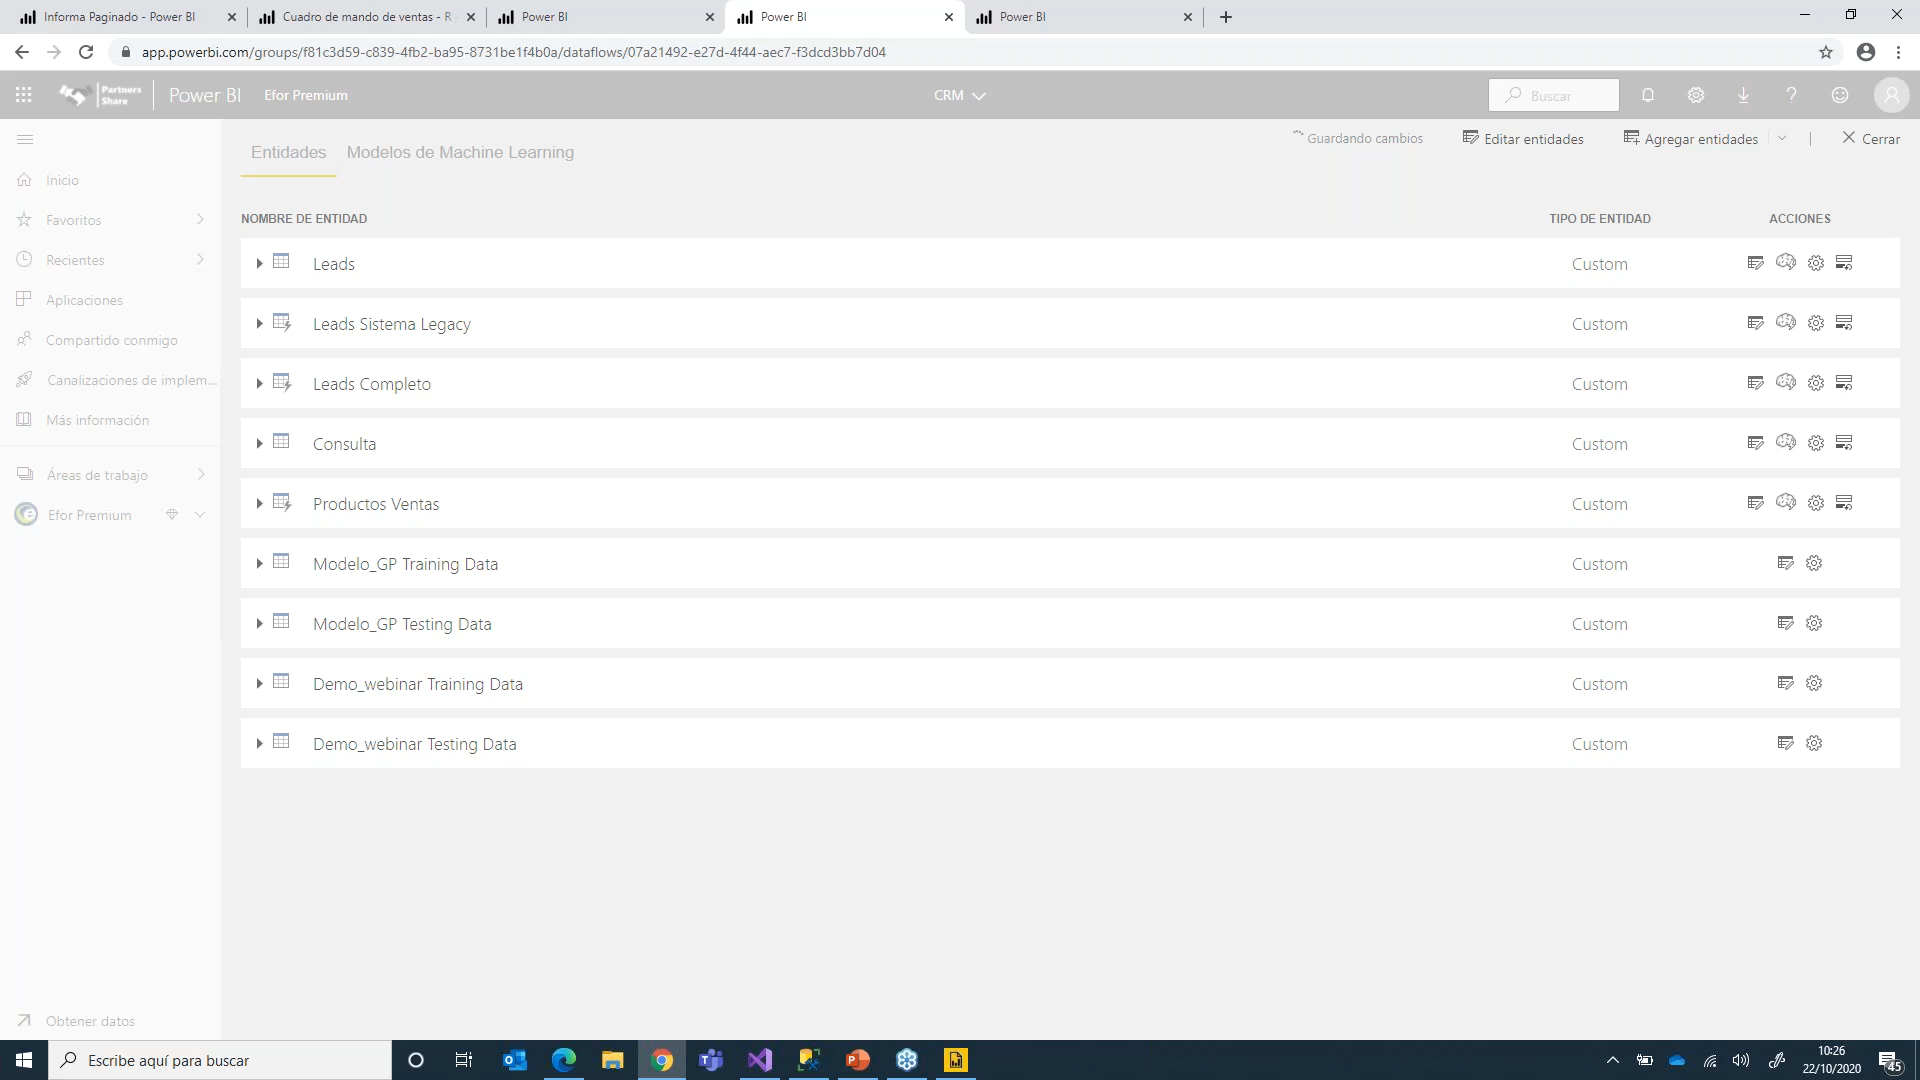 Informa Paginado - Power BI
Cuadro de mando de ventas - R
Power BI
Power BI
Power BI
app.powerbi.com/groups/f81c3d59-c839-4fb2-ba95-8731be1f4b0a/dataflows/07a21492-e27d-4f44-aec7-f3dcd3bb7d04
Partners
Share
Power BI
Efor Premium
CRM
Buscar
Guardando cambios
Editar entidades
Agregar entidades
Cerrar
Entidades
Modelos de Machine Learning
Inicio
Favoritos
Recientes
Aplicaciones
Compartido conmigo
Canalizaciones de implem...
Más información
Áreas de trabajo
Efor Premium
Obtener datos
NOMBRE DE ENTIDAD TIPO DE ENTIDAD ACCIONES
Leads Custom
Leads Sistema Legacy Custom
Leads Completo Custom
Consulta Custom
Productos Ventas Custom
Modelo_GP Training Data Custom
Modelo_GP Testing Data Custom
Demo_webinar Training Data Custom
Demo_webinar Testing Data Custom
Escribe aquí para buscar
10:26
22/10/2020
45